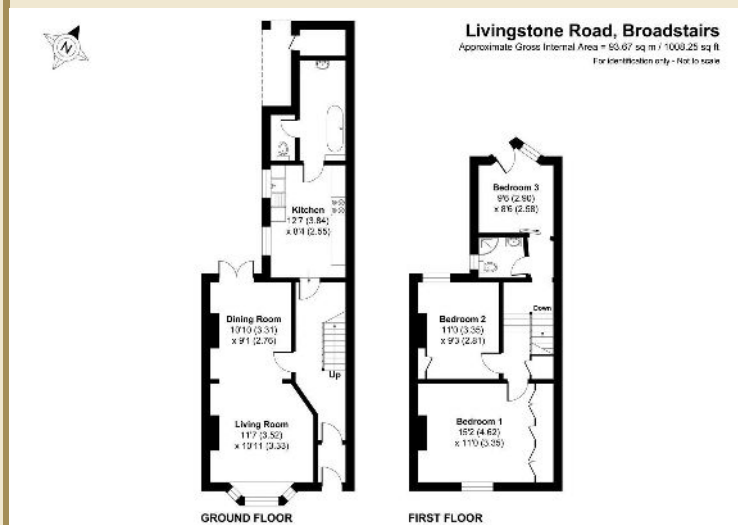 Livingstone Road, Broadstairs
Approximate Gross Internal Area = 93.67 sq m / 1008.25 sq ft
For identification only - Not to scale
N
Kitchen
12'7 (3.84)
x 8'4 (2.55)
Dining Room
10'10 (3.31)
x 9'1 (2.76)
Up
Living Room
11'7 (3.52)
x 10'11 (3.33)
GROUND FLOOR
Bedroom 3
9'6 (2.90)
x 8'6 (2.58)
Down
Bedroom 2
11'0 (3.35)
x 9'3 (2.81)
Bedroom 1
15'2 (4.62)
x 11'0 (3.35)
FIRST FLOOR